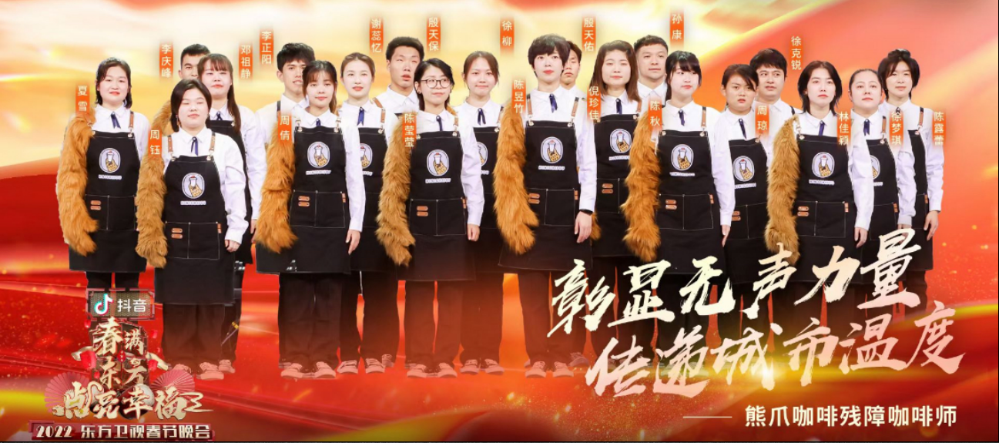 夏雪
李庆峰
周钰
邓祖静
李正阳
周倩
谢蕊忆
陈莹莹
殷天保
徐柳
陈昱竹
殷天佑
倪珍佳
孙康
陈秋
周琼
徐克锐
林佳颖
徐梦琪
陈露蕾
彰显无声力量
传递城市温度
熊爪咖啡残障咖啡师
抖音
春满东方
点亮幸福
2022 东方卫视春节晚会